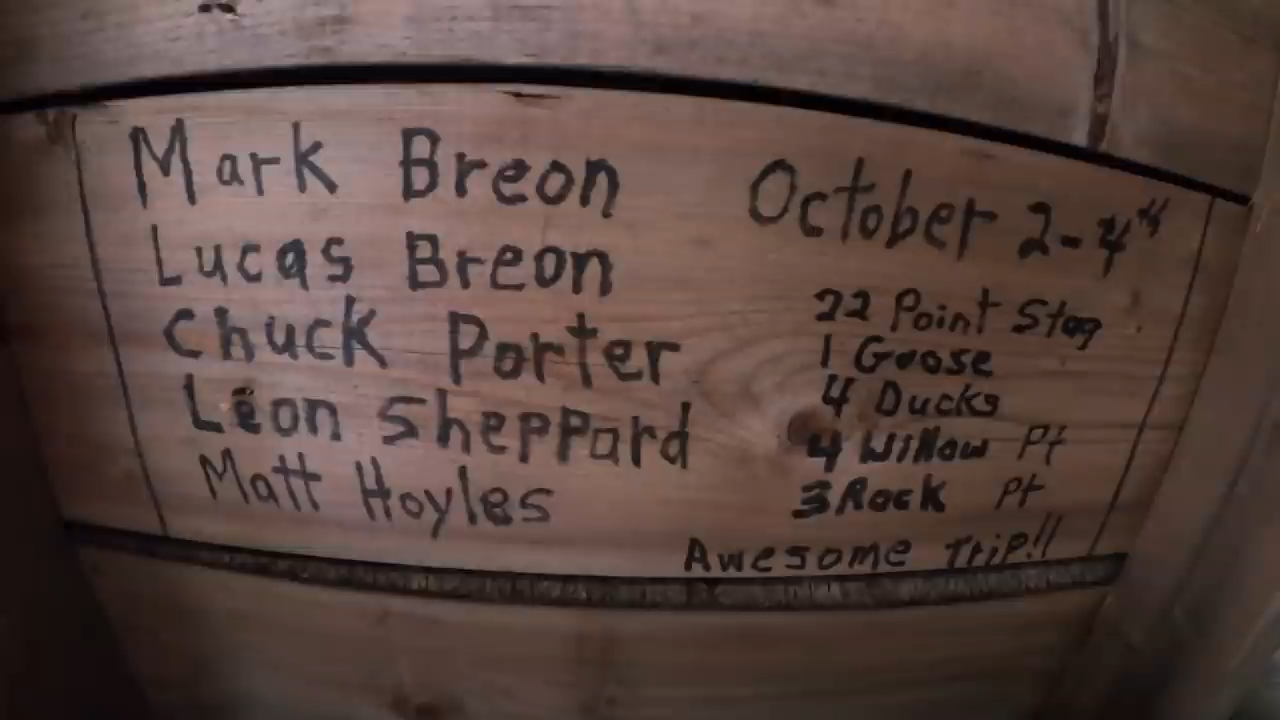 Mark Breon
Lucas Breon
Chuck Porter
Leon Sheppard
Matt Hoyles
October 2-4th
22 Point Stag
1 Goose
4 Ducks
4 Willow Pt
3 Rock Pt
Awesome Trip!!